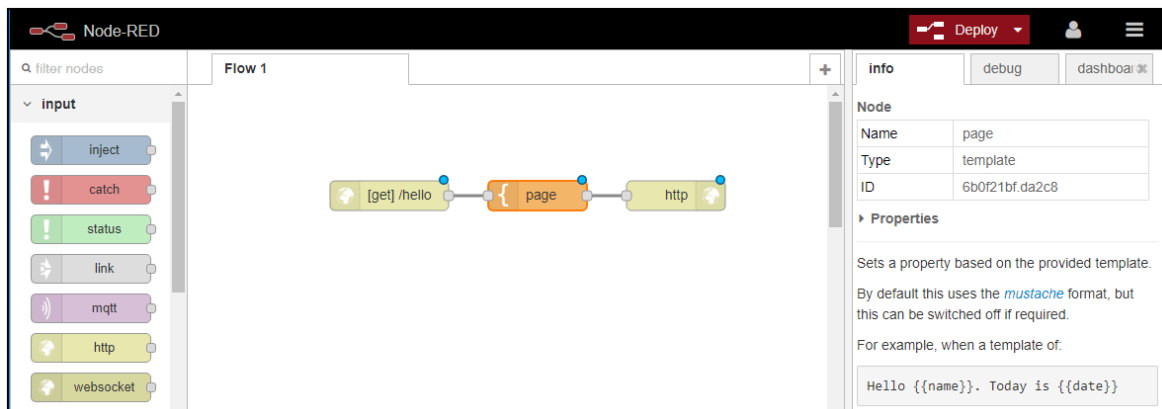 Node-RED
Deploy
filter nodes
Flow 1
+
info
debug
dashboar
input
inject
catch
status
link
mqtt
http
websocket
[get] /hello
{ page
http
Node
Name page
Type template
ID 6b0f21bf.da2c8
Properties
Sets a property based on the provided template.
By default this uses the mustache format, but
this can be switched off if required.
For example, when a template of:
Hello {{name}}. Today is {{date}}